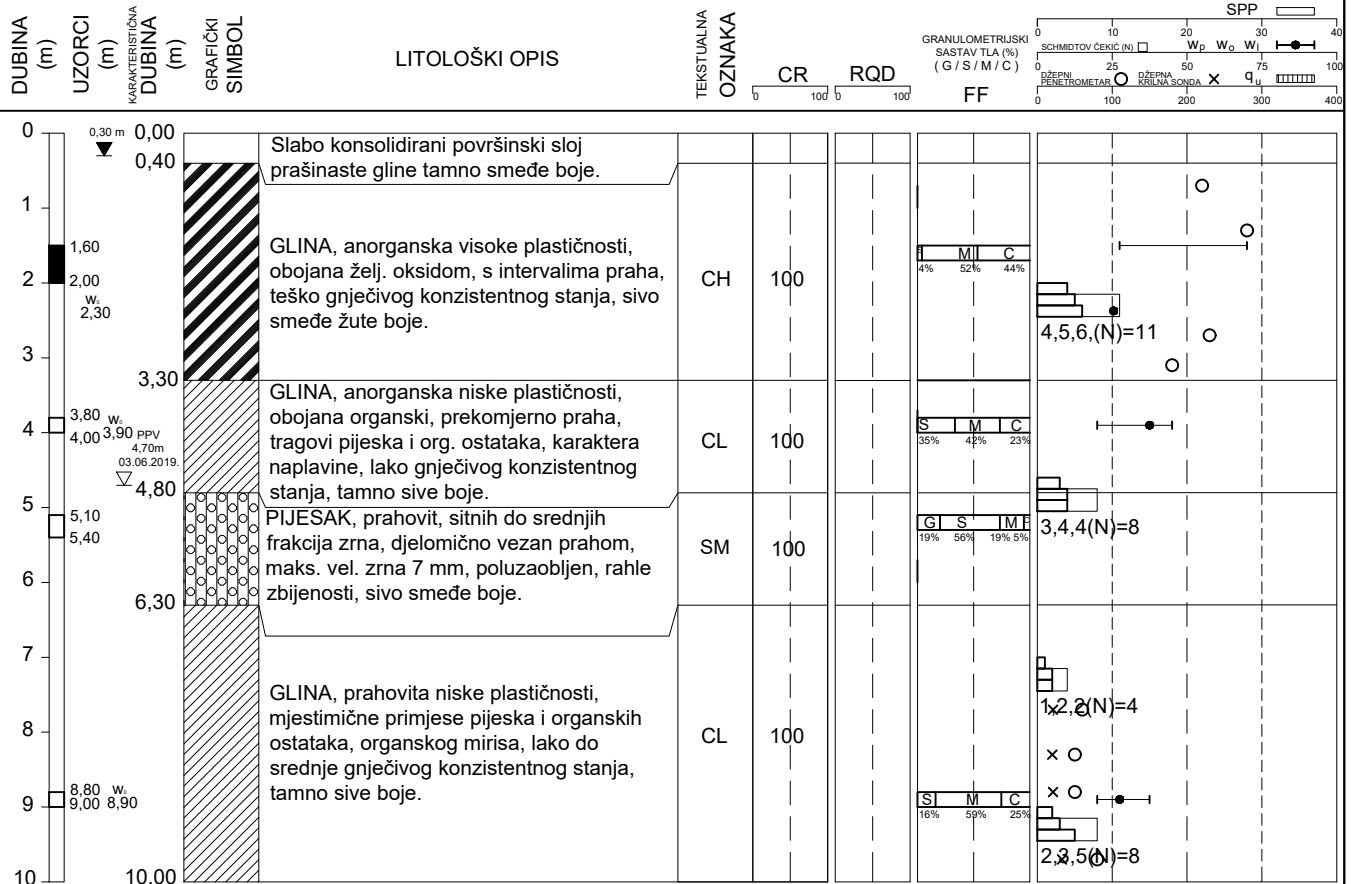 DUBINA (m)
UZORCI (m)
KARAKTERISTIČNA DUBINA (m)
GRAFIČKI SIMBOL
LITOLOŠKI OPIS
TEKSTUALNA OZNAKA
CR
0 100
RQD
0 100
GRANULOMETRIJSKI
SASTAV TLA (%)
( G / S / M / C )
FF
SPP
0 10 20 30 40
SCHMIDTOV ČEKIĆ (N) wp wo wl
0 25 50 75 100
DŽEPNI PENETROMETAR DŽEPNA KRILNA SONDA qu
0 100 200 300 400
0
1
2
3
4
5
6
7
8
9
10
0,30 m
1,60
2,00
W₀
2,30
3,80
4,00
W₀
3,90
PPV
4,70m
03.06.2019.
5,10
5,40
8,80
9,00
W₀
8,90
0,00
0,40
3,30
4,80
6,30
10,00
Slabo konsolidirani površinski sloj
prašinaste gline tamno smeđe boje.
GLINA, anorganska visoke plastičnosti,
obojana želj. oksidom, s intervalima praha,
teško gnječivog konzistentnog stanja, sivo
smeđe žute boje.
CH
100
S M C
4% 52% 44%
4,5,6,(N)=11
GLINA, anorganska niske plastičnosti,
obojana organski, prekomjerno praha,
tragovi pijeska i org. ostataka, karaktera
naplavine, lako gnječivog konzistentnog
stanja, tamno sive boje.
CL
100
S M C
35% 42% 23%
3,4,4(N)=8
PIJESAK, prahovit, sitnih do srednjih
frakcija zrna, djelomično vezan prahom,
maks. vel. zrna 7 mm, poluzaobljen, rahle
zbijenosti, sivo smeđe boje.
SM
100
G S M C
19% 56% 19% 5%
GLINA, prahovita niske plastičnosti,
mjestimične primjese pijeska i organskih
ostataka, organskog mirisa, lako do
srednje gnječivog konzistentnog stanja,
tamno sive boje.
CL
100
1,2,2(N)=4
S M C
16% 59% 25%
2,3,5(N)=8